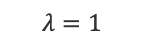 𝜆 = 1